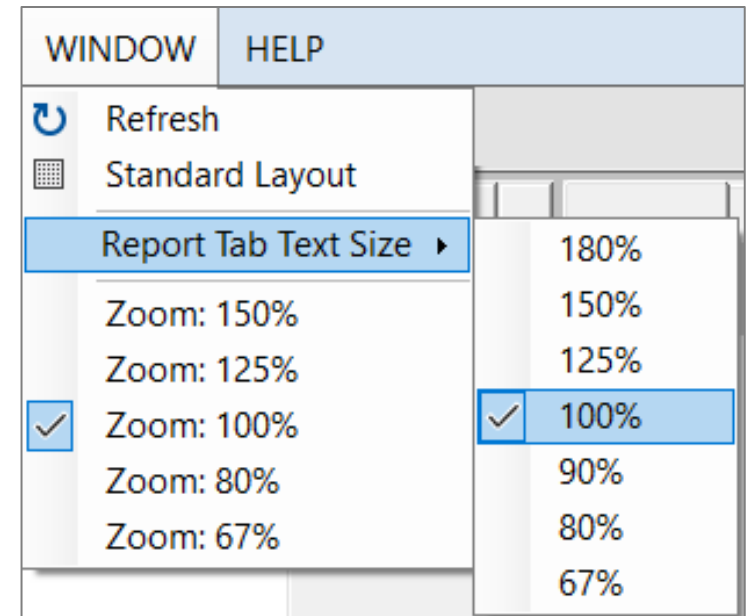 WINDOW HELP
Refresh
Standard Layout
Report Tab Text Size
Zoom: 150%
Zoom: 125%
Zoom: 100%
Zoom: 80%
Zoom: 67%
180%
150%
125%
100%
90%
80%
67%